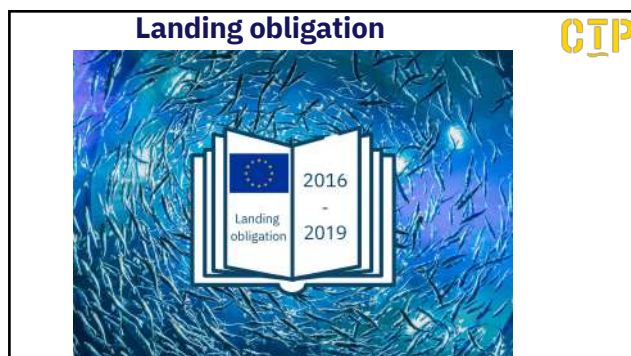 Landing obligation
CTP
Landing
obligation
2016
-
2019